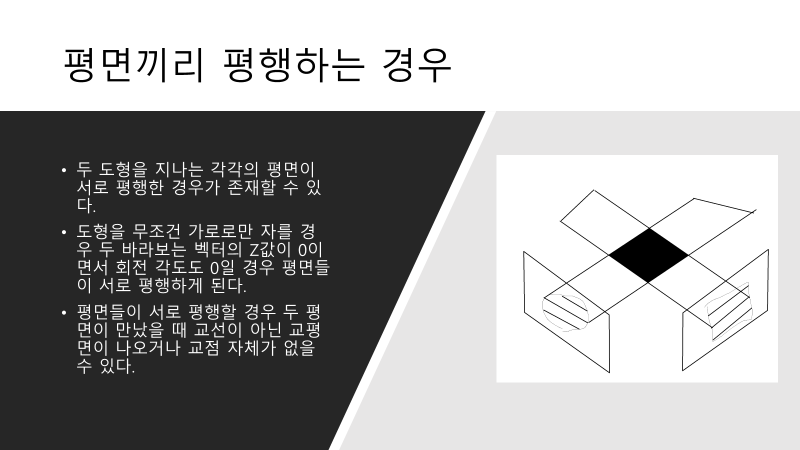 평면끼리 평행하는 경우
• 두 도형을 지나는 각각의 평면이
서로 평행한 경우가 존재할 수 있
다.
• 도형을 무조건 가로로만 자를 경
우 두 바라보는 벡터의 Z값이 0이
면서 회전 각도도 0일 경우 평면들
이 서로 평행하게 된다.
• 평면들이 서로 평행할 경우 두 평
면이 만났을 때 교선이 아닌 교평
면이 나오거나 교점 자체가 없을
수 있다.